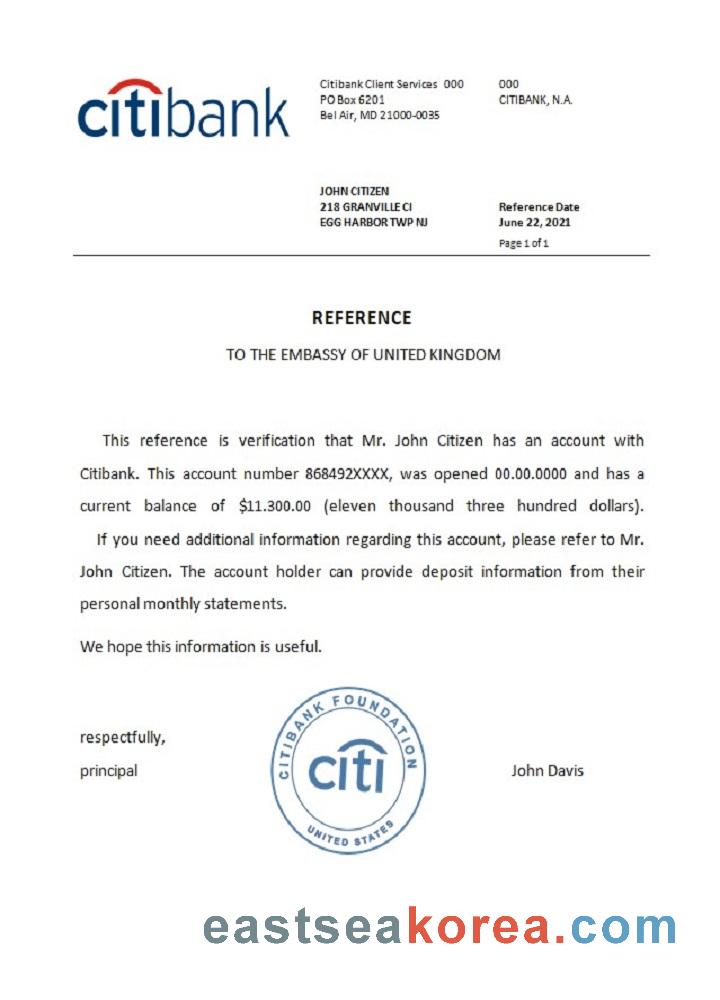 citibank
Citibank Client Services 000
PO Box 6201
Bel Air, MD 21000-0035
000
CITIBANK, N.A.
JOHN CITIZEN
218 GRANVILLE CI
EGG HARBOR TWP NJ
Reference Date
June 22, 2021
Page 1 of 1
REFERENCE
TO THE EMBASSY OF UNITED KINGDOM
This reference is verification that Mr. John Citizen has an account with
Citibank. This account number 868492XXXX, was opened 00.00.0000 and has a
current balance of $11.300.00 (eleven thousand three hundred dollars).
If you need additional information regarding this account, please refer to Mr.
John Citizen. The account holder can provide deposit information from their
personal monthly statements.
We hope this information is useful.
respectfully,
principal
CITIBANK FOUNDATION
citi
UNITED STATES
John Davis
eastseakorea.com